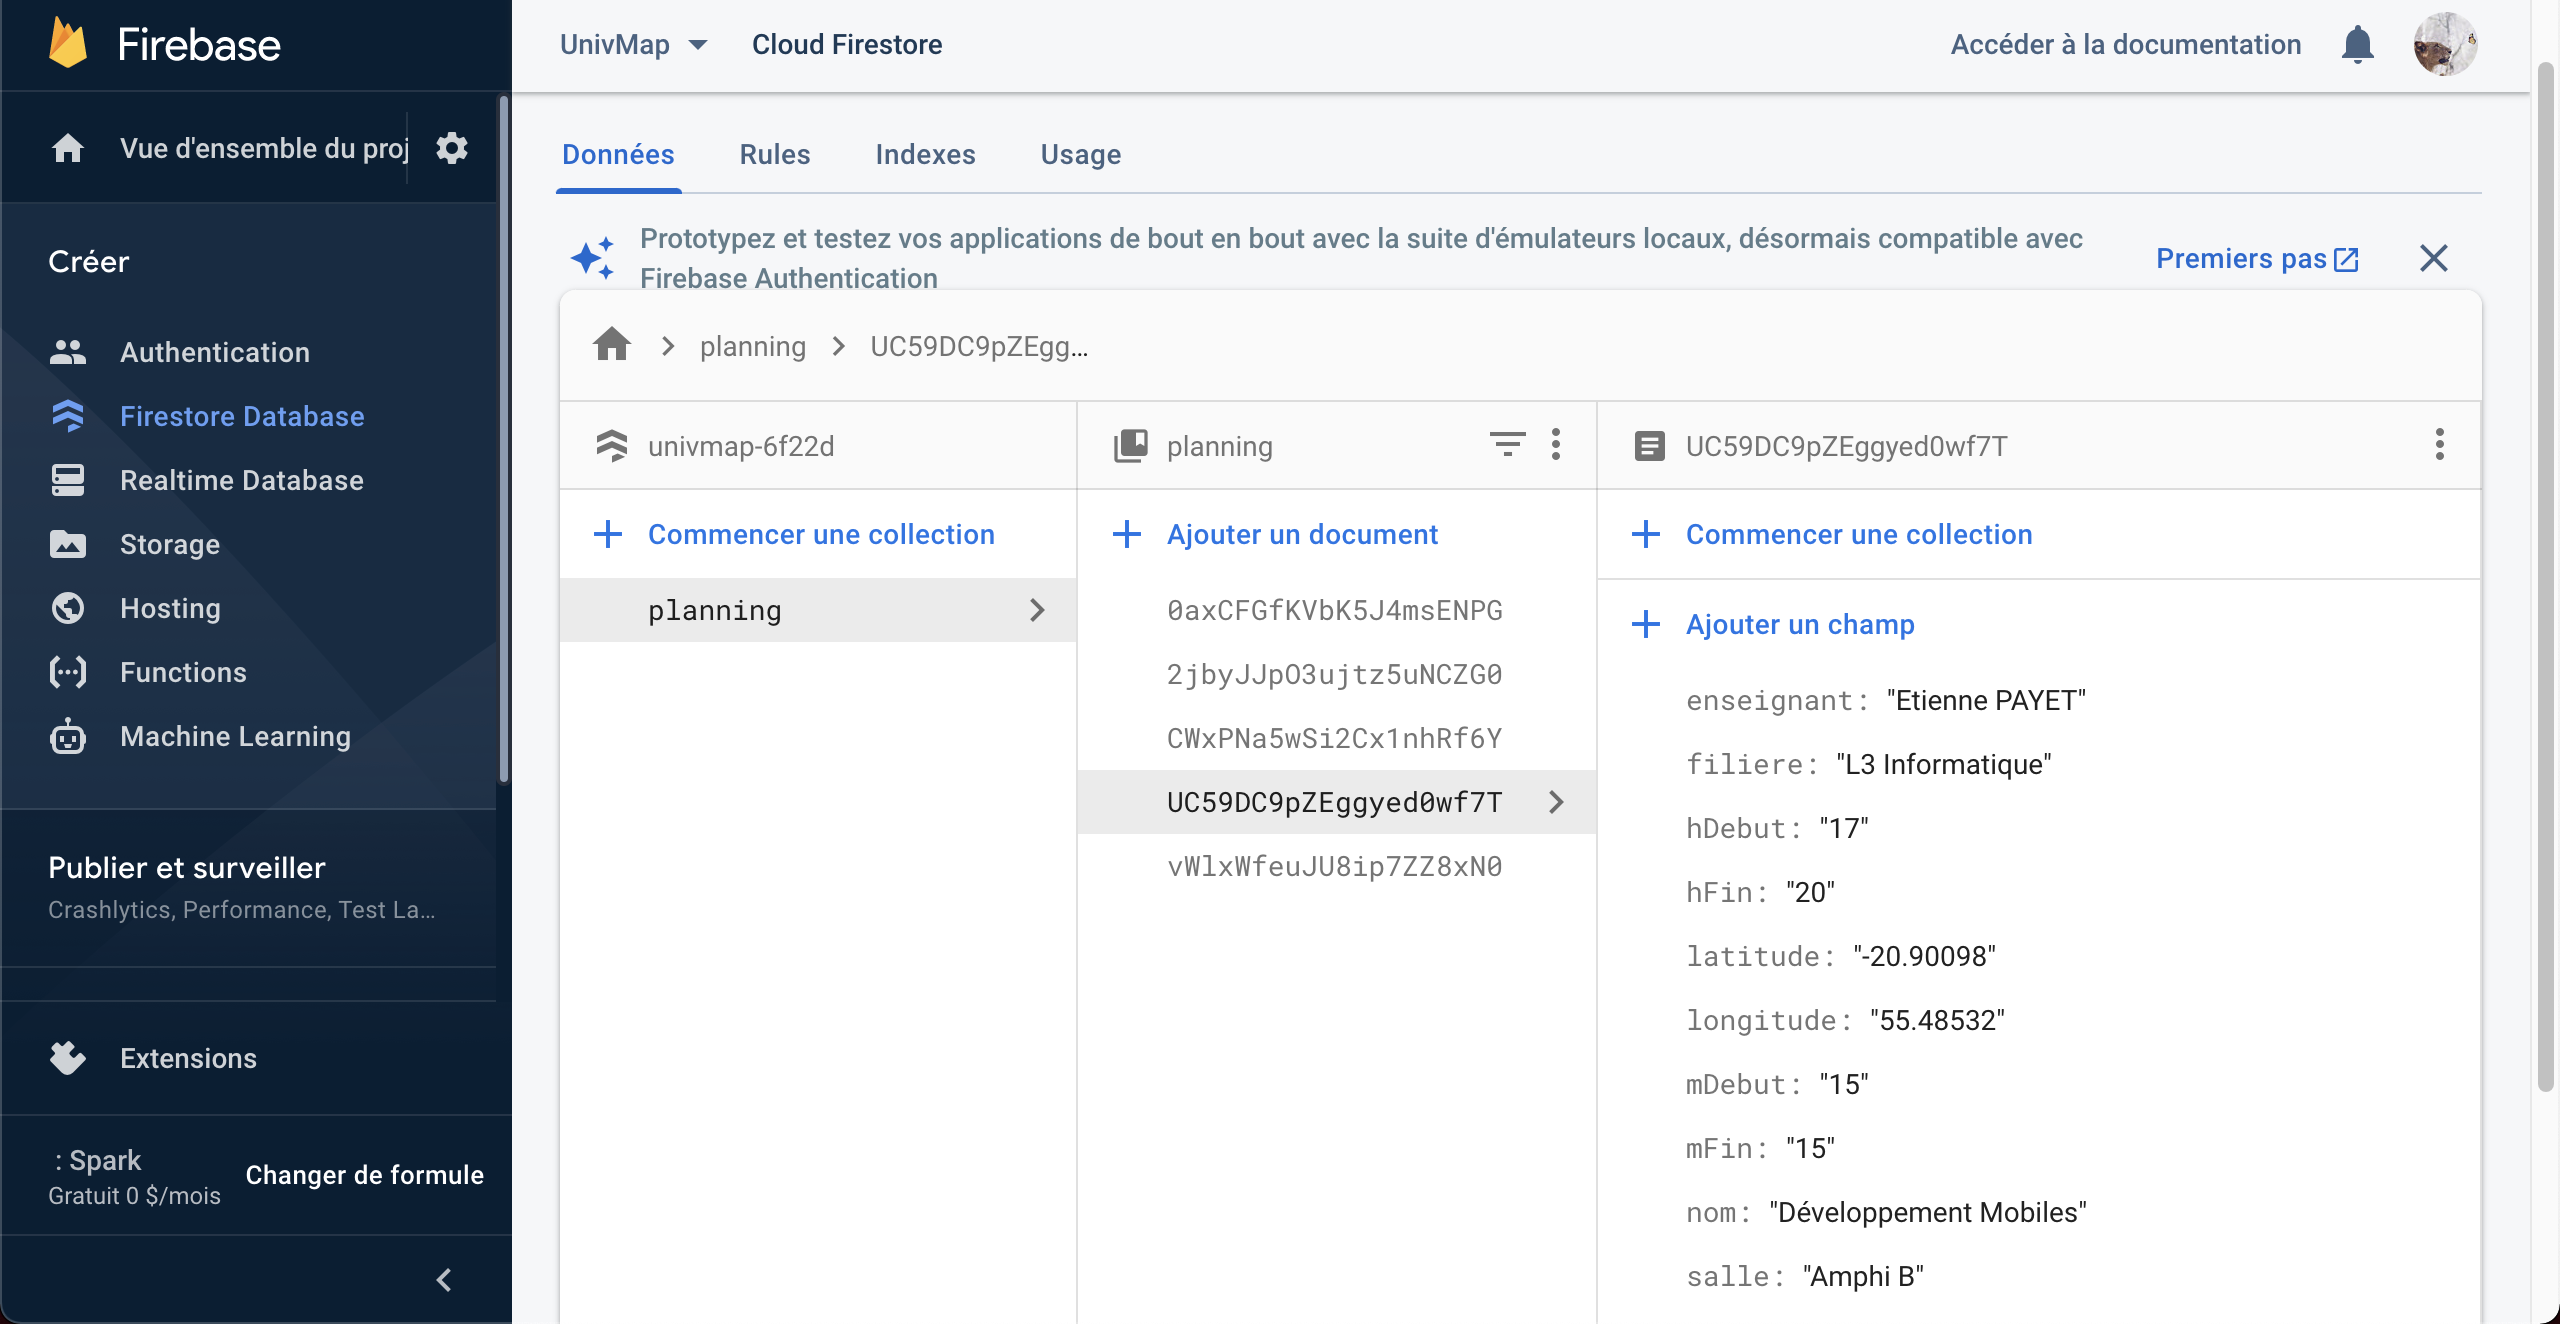 Firebase
Vue d'ensemble du proj
Créer
Authentication
Firestore Database
Realtime Database
Storage
Hosting
Functions
Machine Learning
Publier et surveiller
Crashlytics, Performance, Test La...
Extensions
: Spark
Gratuit 0 $/mois
Changer de formule
UnivMap
Cloud Firestore
Accéder à la documentation
Données
Rules
Indexes
Usage
Prototypez et testez vos applications de bout en bout avec la suite d'émulateurs locaux, désormais compatible avec
Firebase Authentication
Premiers pas
planning
UC59DC9pZEgg...
univmap-6f22d
Commencer une collection
planning
planning
Ajouter un document
0axCFGfKVbK5J4msENPG
2jbyJJpO3ujtz5uNCZG0
CWxPNa5wSi2Cx1nhRf6Y
UC59DC9pZEggyed0wf7T
vWlxWfeuJU8ip7ZZ8xN0
UC59DC9pZEggyed0wf7T
Commencer une collection
Ajouter un champ
enseignant: "Etienne PAYET"
filiere: "L3 Informatique"
hDebut: "17"
hFin: "20"
latitude: "-20.90098"
longitude: "55.48532"
mDebut: "15"
mFin: "15"
nom: "Développement Mobiles"
salle: "Amphi B"